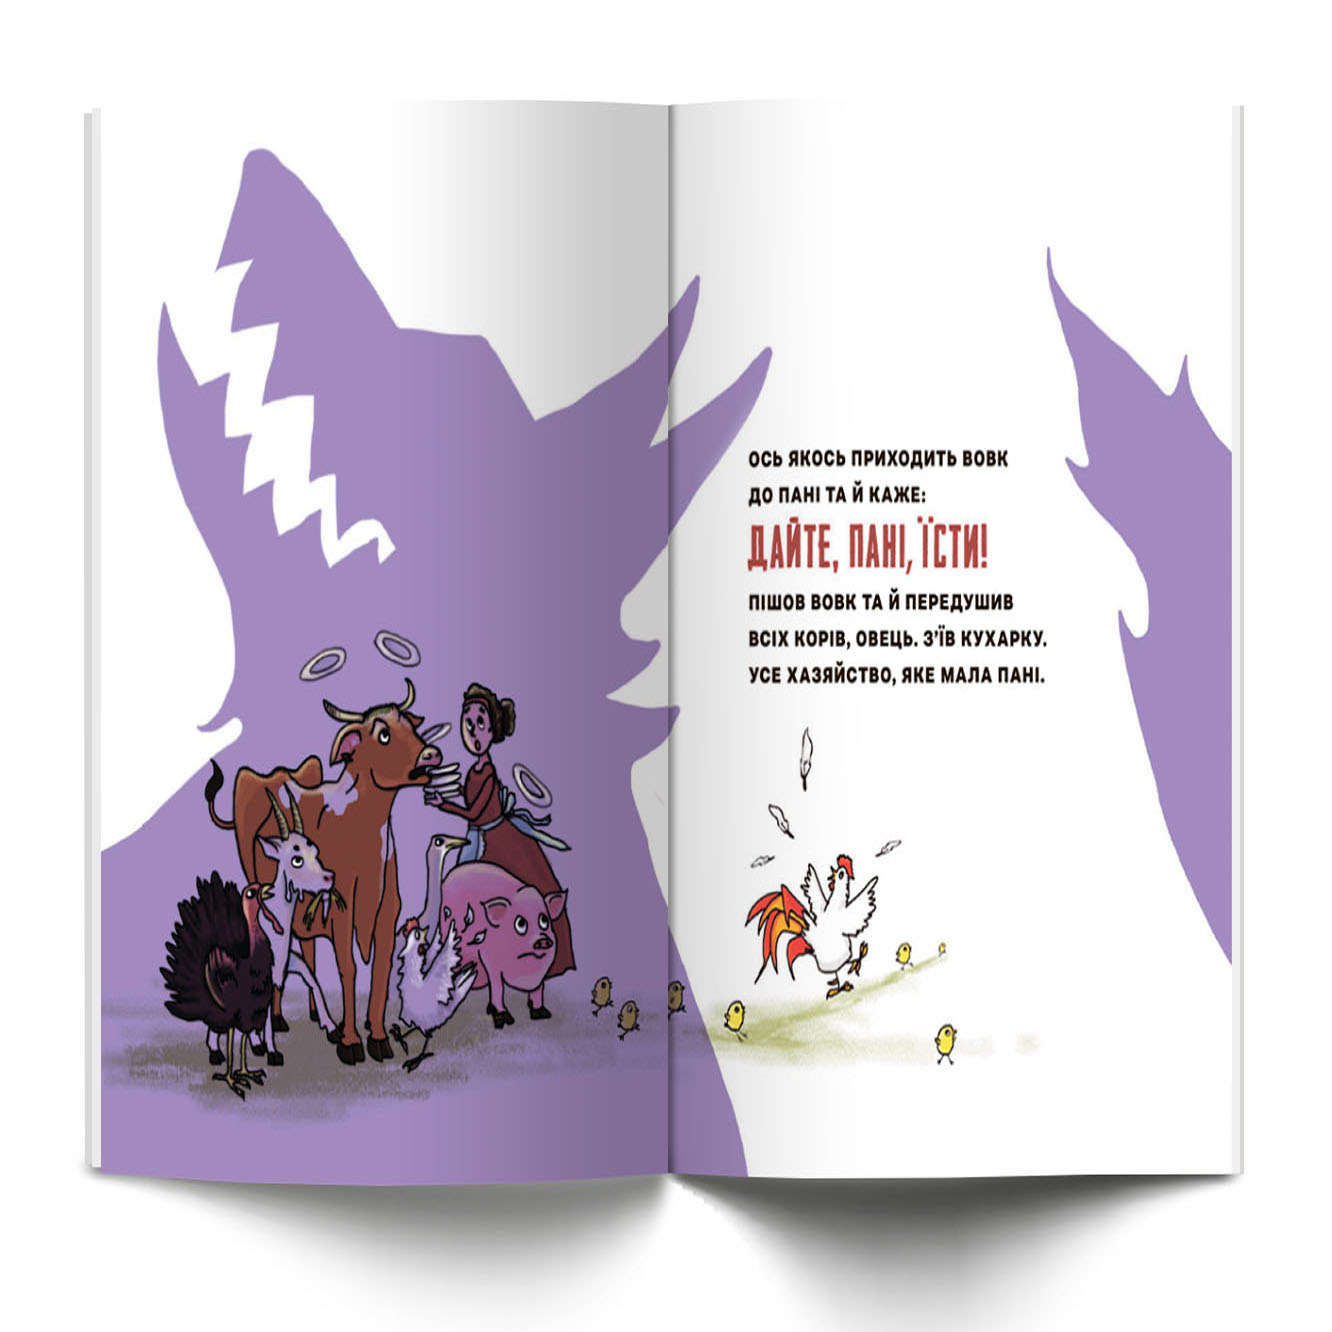 ОСЬ ЯКОСЬ ПРИХОДИТЬ ВОВК
ДО ПАНІ ТА Й КАЖЕ:
ДАЙТЕ, ПАНІ, ЇСТИ!
ПІШОВ ВОВК ТА Й ПЕРЕДУШИВ
ВСІХ КОРІВ, ОВЕЦЬ. З’ЇВ КУХАРКУ.
УСЕ ХАЗЯЙСТВО, ЯКЕ МАЛА ПАНІ.